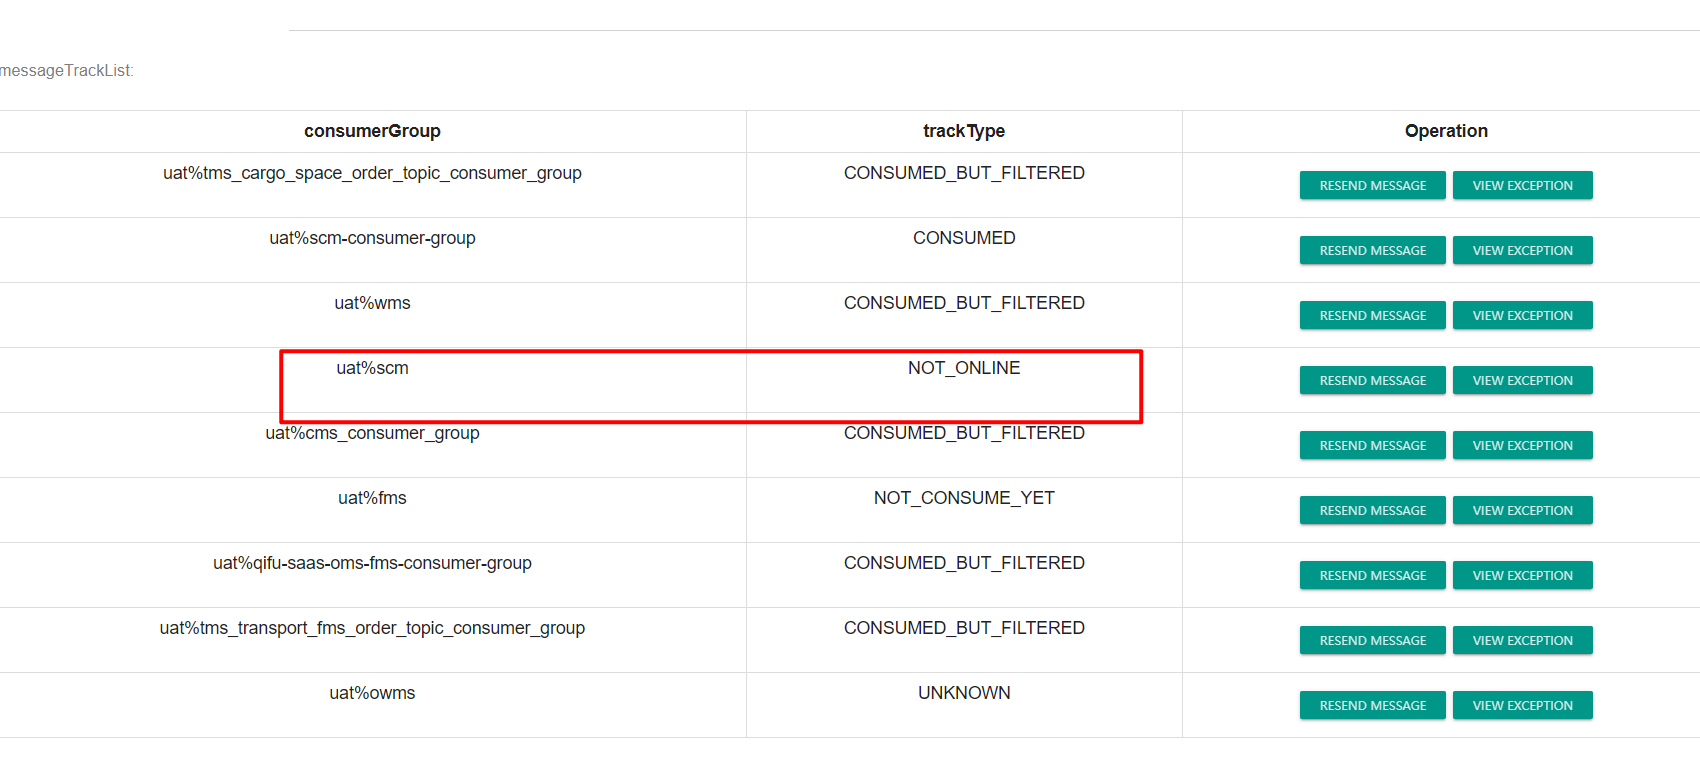 messageTrackList:
consumerGroup trackType Operation
uat%tms_cargo_space_order_topic_consumer_group CONSUMED_BUT_FILTERED RESEND MESSAGE VIEW EXCEPTION
uat%scm-consumer-group CONSUMED RESEND MESSAGE VIEW EXCEPTION
uat%wms CONSUMED_BUT_FILTERED RESEND MESSAGE VIEW EXCEPTION
uat%scm NOT_ONLINE RESEND MESSAGE VIEW EXCEPTION
uat%cms_consumer_group CONSUMED_BUT_FILTERED RESEND MESSAGE VIEW EXCEPTION
uat%fms NOT_CONSUME_YET RESEND MESSAGE VIEW EXCEPTION
uat%qifu-saas-oms-fms-consumer-group CONSUMED_BUT_FILTERED RESEND MESSAGE VIEW EXCEPTION
uat%tms_transport_fms_order_topic_consumer_group CONSUMED_BUT_FILTERED RESEND MESSAGE VIEW EXCEPTION
uat%owms UNKNOWN RESEND MESSAGE VIEW EXCEPTION